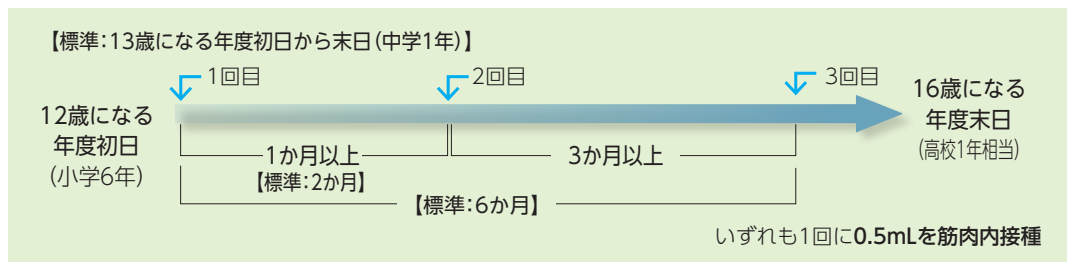 【標準：13歳になる年度初日から末日（中学1年）】
1回目
2回目
3回目
12歳になる
年度初日
（小学6年）
16歳になる
年度末日
（高校1年相当）
1か月以上
【標準：2か月】
3か月以上
【標準：6か月】
いずれも1回に0.5mLを筋肉内接種